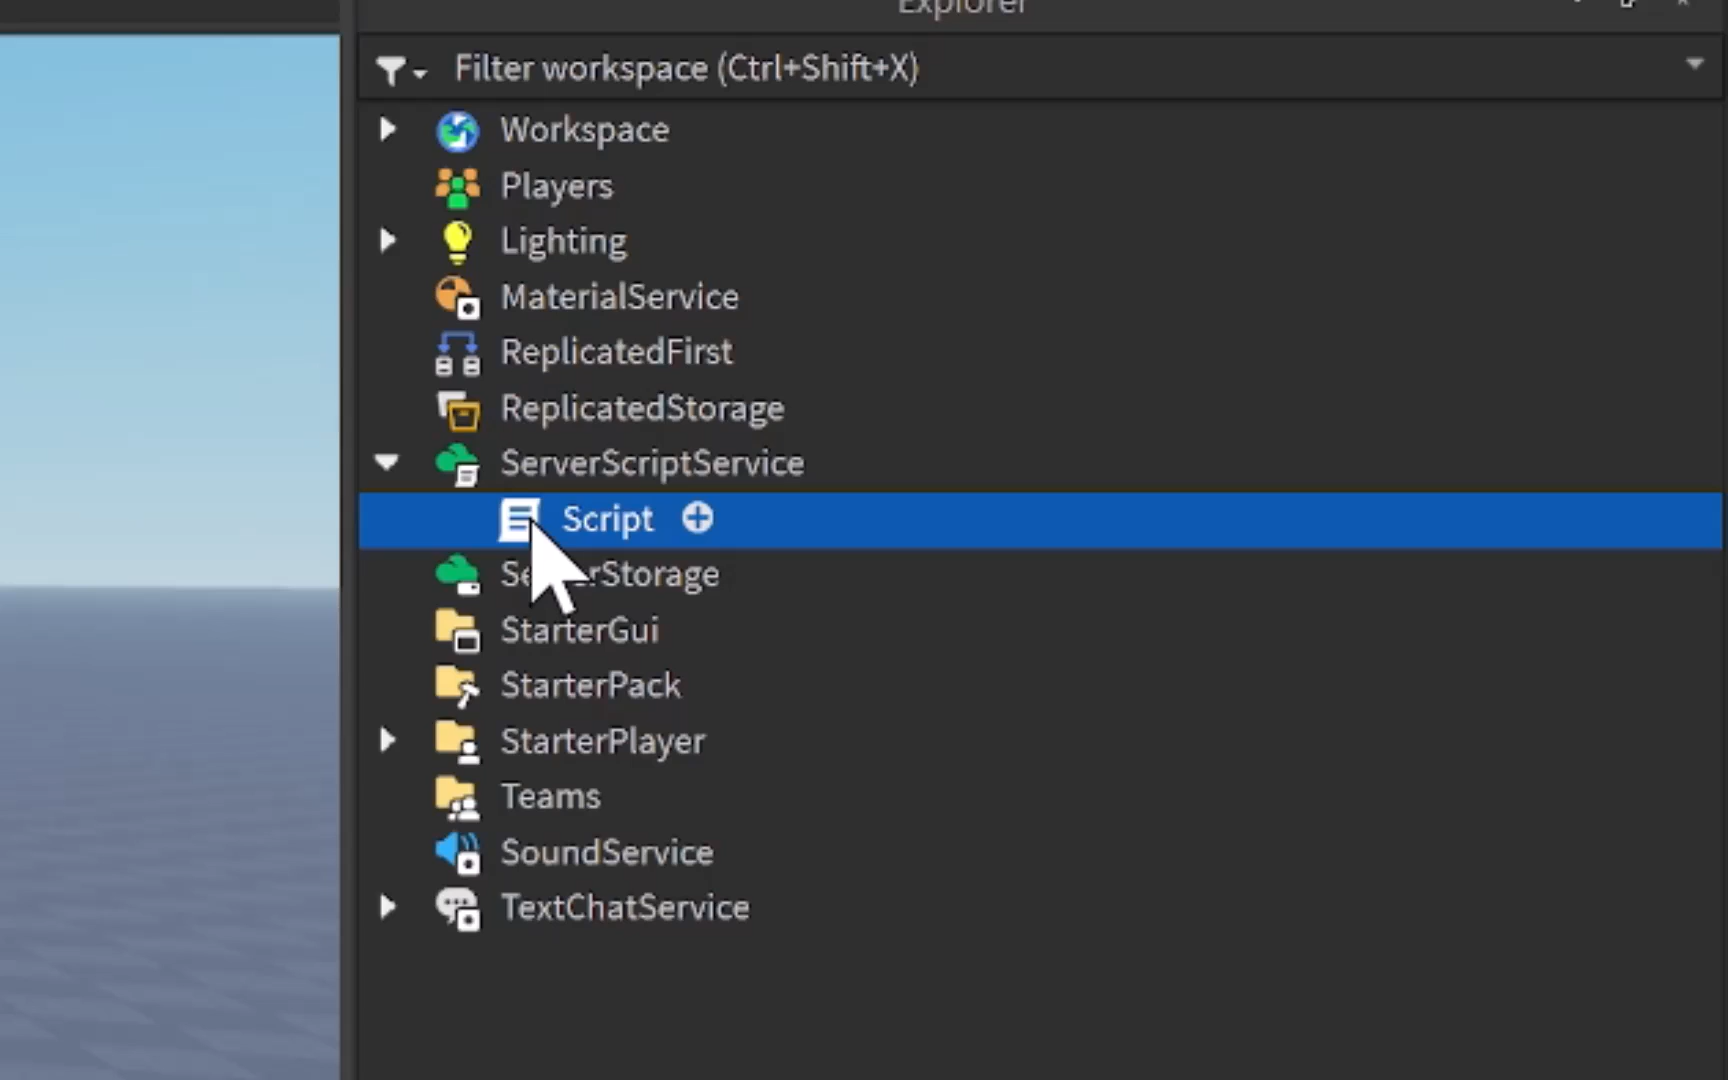 Explorer
Filter workspace (Ctrl+Shift+X)
Workspace
Players
Lighting
MaterialService
ReplicatedFirst
ReplicatedStorage
ServerScriptService
Script
ServerStorage
StarterGui
StarterPack
StarterPlayer
Teams
SoundService
TextChatService